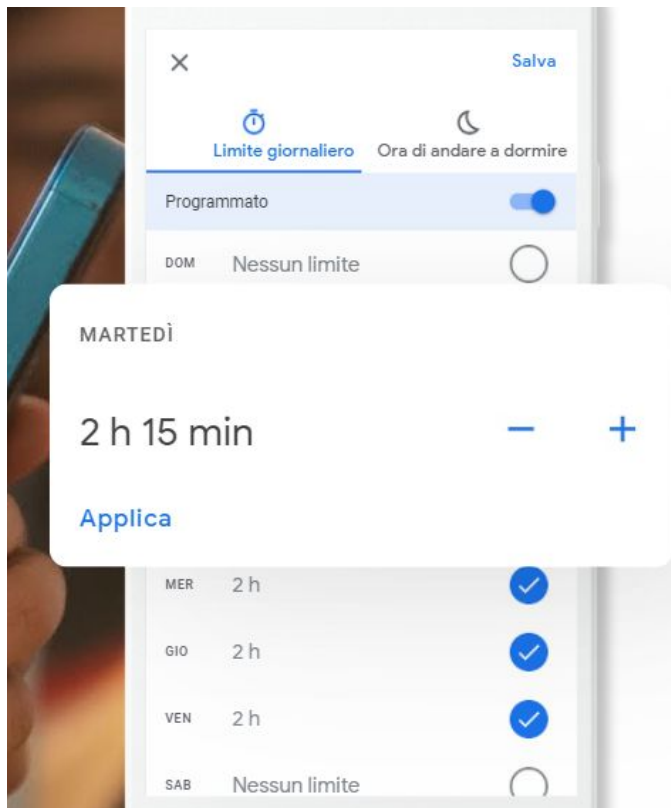 Salva
Limite giornaliero
Ora di andare a dormire
Programmato
DOM Nessun limite
MARTEDÌ
2 h 15 min
Applica
MER 2 h
GIO 2 h
VEN 2 h
SAB Nessun limite